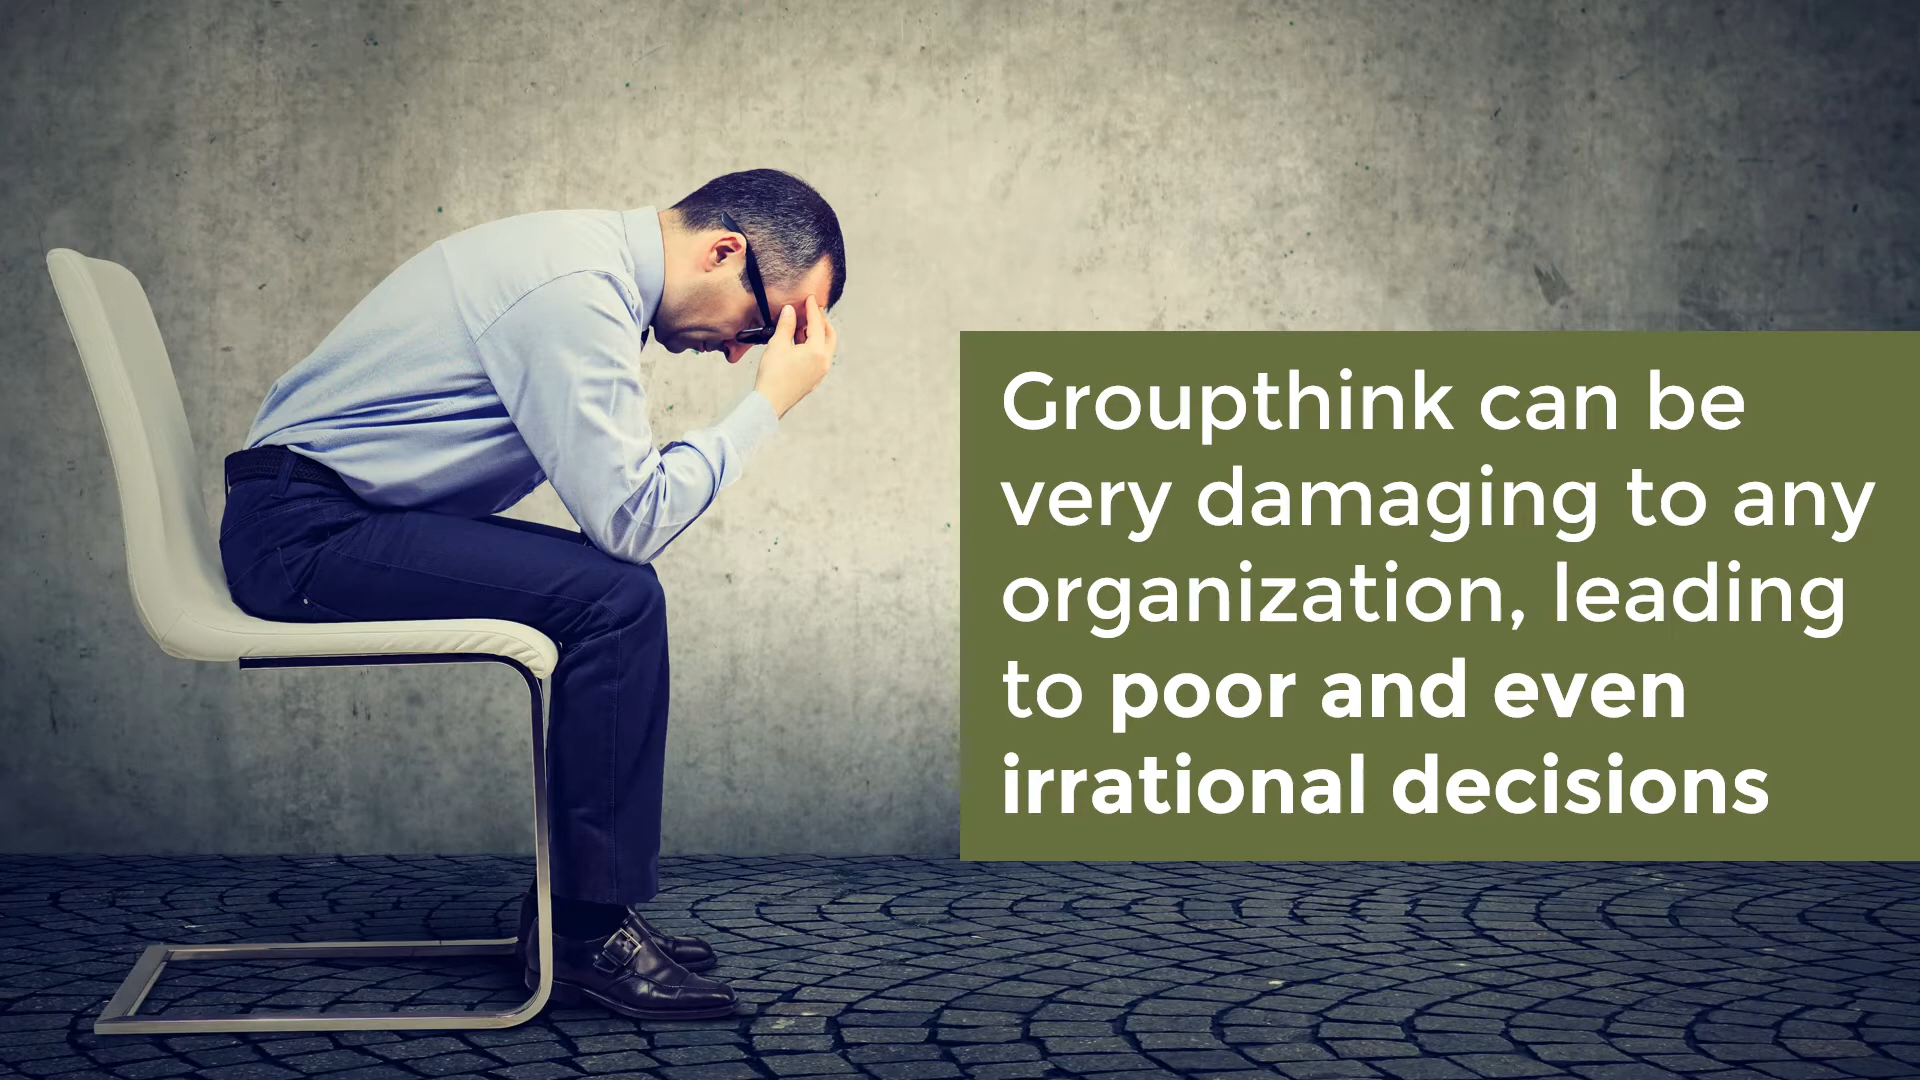 Groupthink can be
very damaging to any
organization, leading
to poor and even
irrational decisions